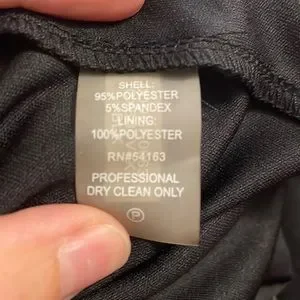 SHELL:
95%POLYESTER
5%SPANDEX
LINING:
100%POLYESTER
RN#54163
PROFESSIONAL
DRY CLEAN ONLY
P